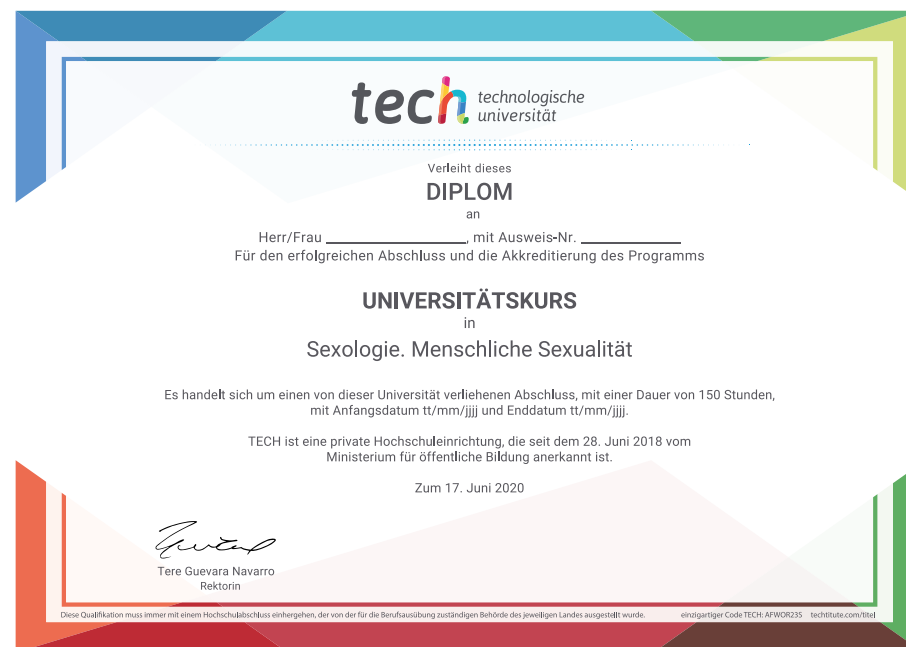 tech technologische
universität
Verleiht dieses
DIPLOM
an
Herr/Frau ____________, mit Ausweis-Nr. ____________
Für den erfolgreichen Abschluss und die Akkreditierung des Programms
UNIVERSITÄTSKURS
in
Sexologie. Menschliche Sexualität
Es handelt sich um einen von dieser Universität verliehenen Abschluss, mit einer Dauer von 150 Stunden,
mit Anfangsdatum tt/mm/jjjj und Enddatum tt/mm/jjjj.
TECH ist eine private Hochschuleinrichtung, die seit dem 28. Juni 2018 vom
Ministerium für öffentliche Bildung anerkannt ist.
Zum 17. Juni 2020
Tere Guevara Navarro
Rektorin
Diese Qualifikation muss immer mit einem Hochschulabschluss einhergehen, der von der für die Berufsausübung zuständigen Behörde des jeweiligen Landes ausgestellt wurde. einzigartiger Code TECH: AFWOR23S techtitute.com/titel